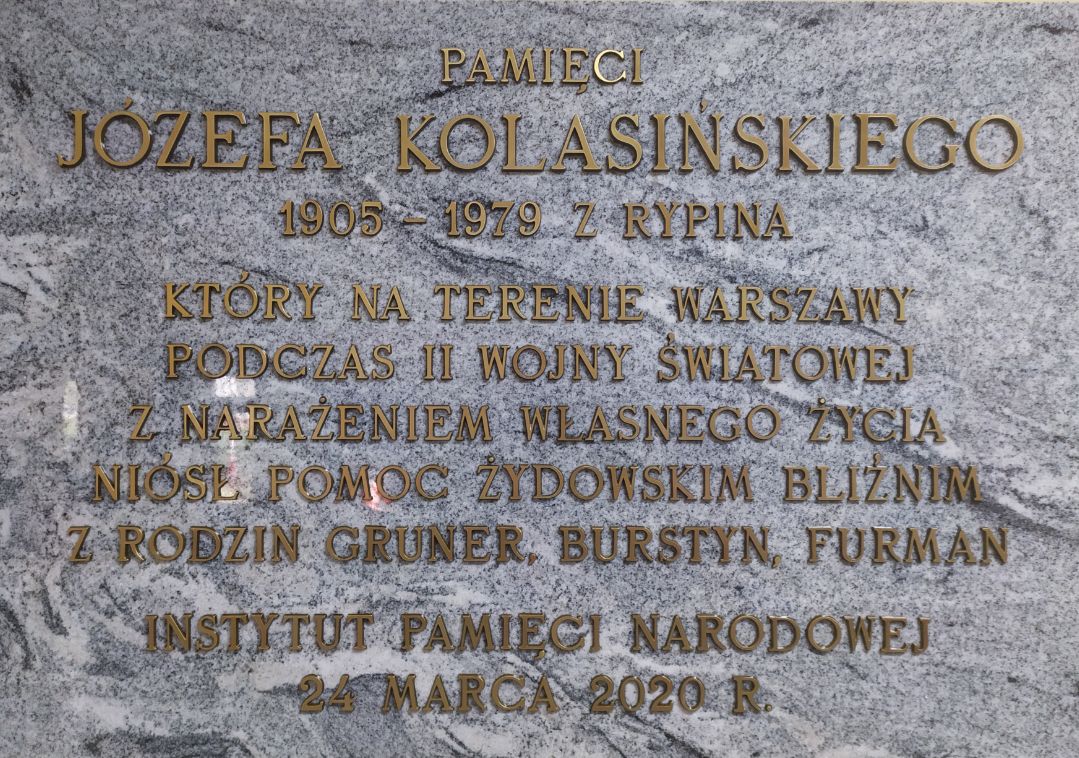 PAMIĘCI
JÓZEFA KOLASIŃSKIEGO
1905 – 1979 Z RYPINA
KTÓRY NA TERENIE WARSZAWY
PODCZAS II WOJNY ŚWIATOWEJ
Z NARAŻENIEM WŁASNEGO ŻYCIA
NIÓSŁ POMOC ŻYDOWSKIM BLIŹNIM
Z RODZIN GRUNER, BURSTYN, FURMAN
INSTYTUT PAMIĘCI NARODOWEJ
24 MARCA 2020 R.